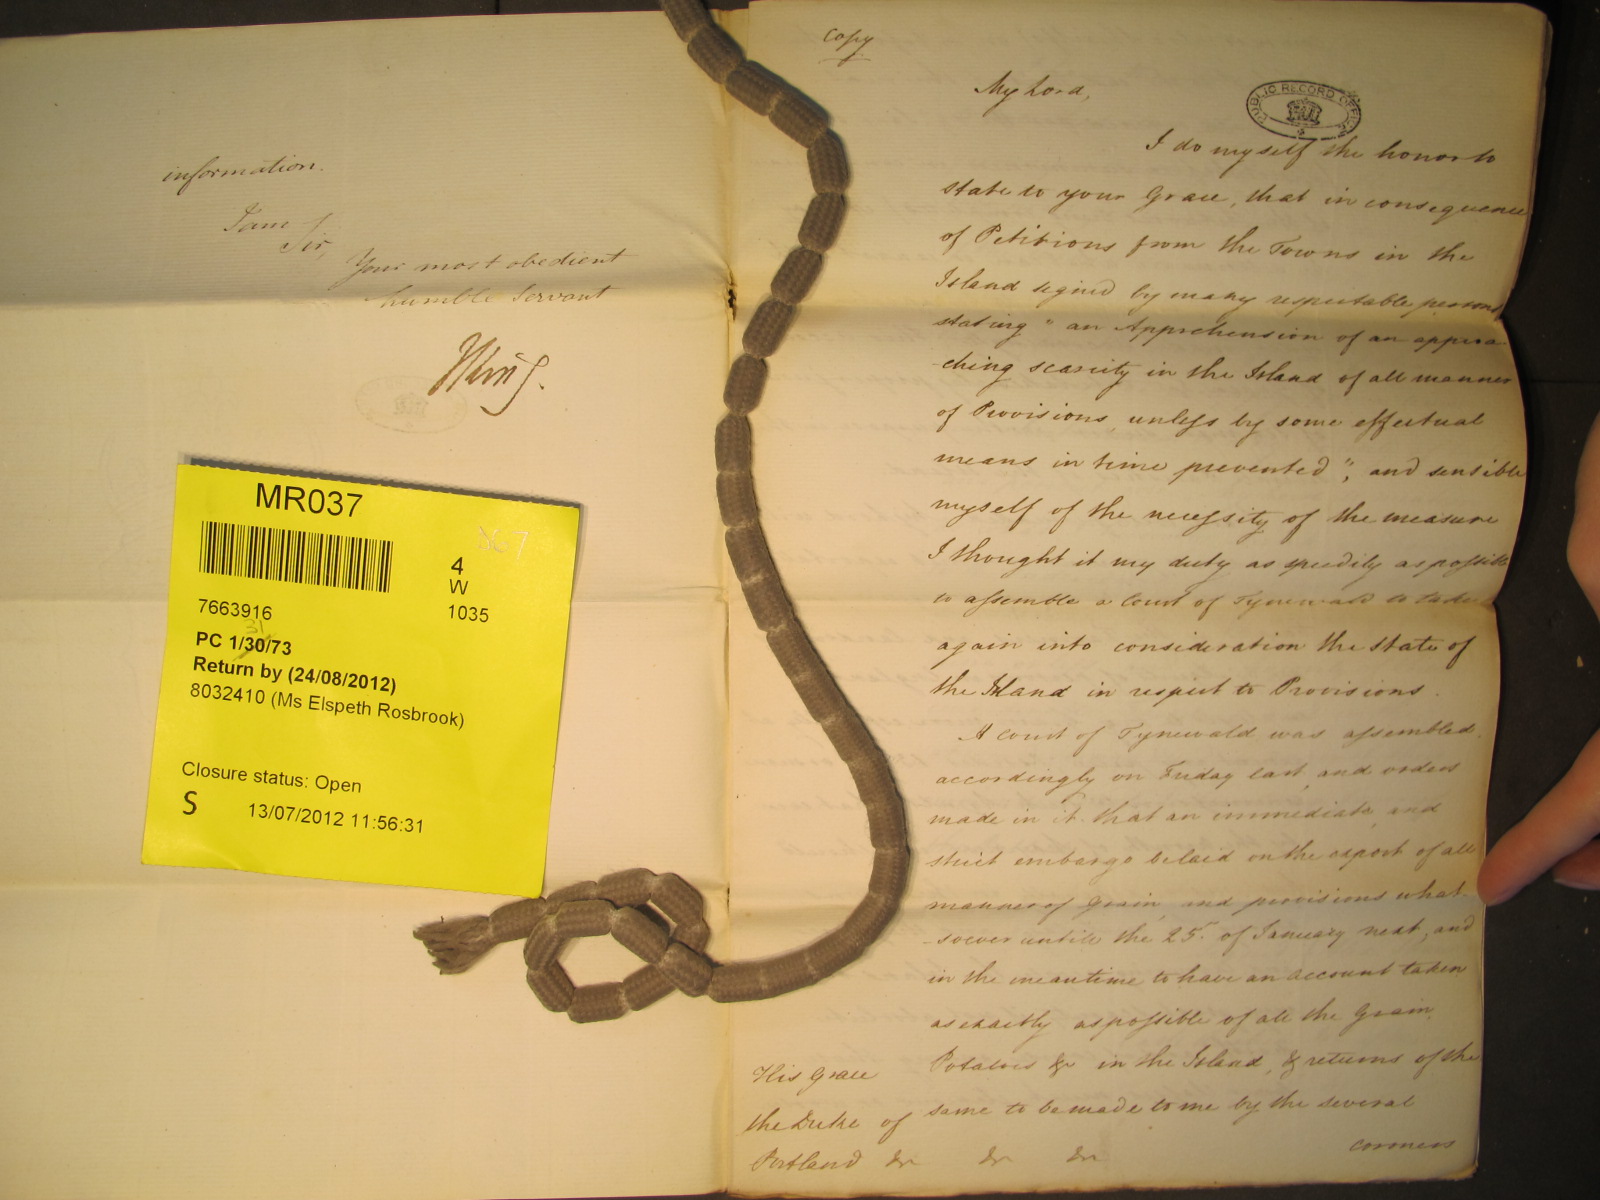 information.
I am
Sir,
Your most obedient
humble Servant
MR037
367
4
W
1035
7663916
31
PC 1/30/73
Return by (24/08/2012)
8032410 (Ms Elspeth Rosbrook)
Closure status: Open
S 13/07/2012 11:56:31
Copy
My Lord,
PUBLIC RECORD OFFICE
I do myself the honor to
state to your Grace, that in consequence
of Petitions from the Towns in the
Island signed by many respectable persons
stating "an Apprehension of an approa
-ching scarcity in the Island of all manner
of Provisions, unless by some effectual
means in time prevented"; and sensible
myself of the necessity of the measure
I thought it my duty as speedily as possible
to assemble a Court of Tynewald to take
again into consideration the state of
the Island in respect to Provisions.
A Court of Tynewald was assembled
accordingly on Friday last, and orders
made in it that an immediate, and
strict embargo be laid on the export of all
manner of grain, and provisions what
-soever untile the 25. of January next, and
in the meantime to have an account taken
as exactly as possible of all the Grain,
Potatoes &c in the Island, & returns of the
same to be made to me by the several
coroners
His Grace
the Duke of
Portland &c &c &c